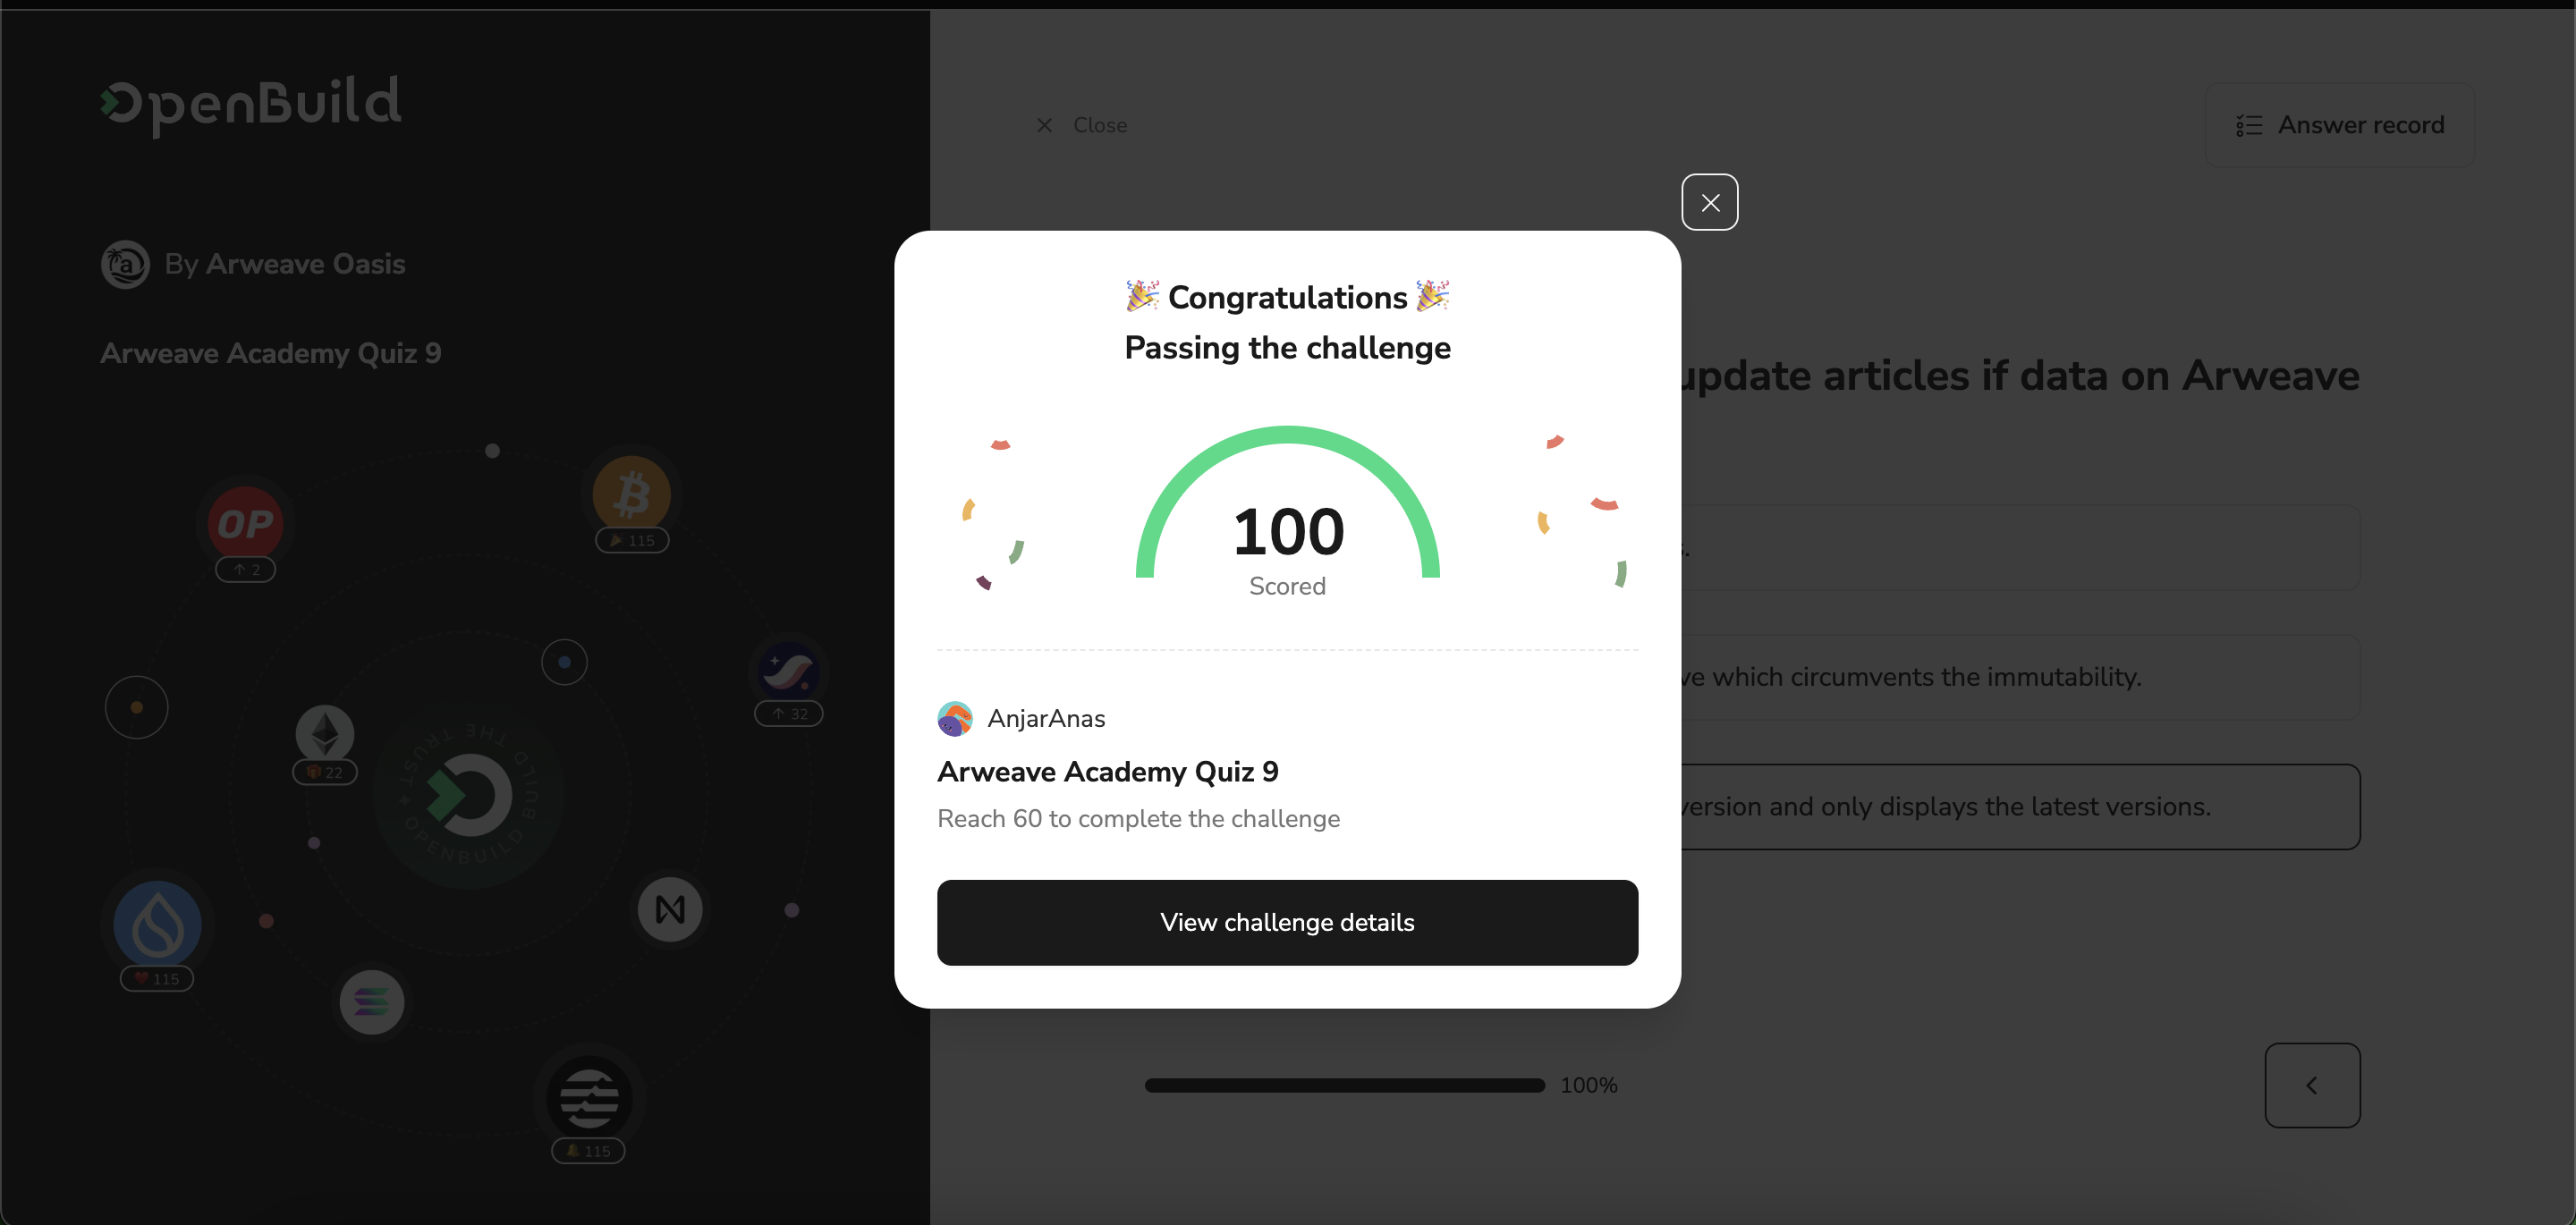 OpenBuild
By Arweave Oasis
Arweave Academy Quiz 9
OP
↑ 2
115
↑ 32
22
BUILD THE TRUST
OPENBUILD
115
115
Close
Answer record
update articles if data on Arweave
s.
ve which circumvents the immutability.
version and only displays the latest versions.
100%
🎉 Congratulations 🎉
Passing the challenge
100
Scored
AnjarAnas
Arweave Academy Quiz 9
Reach 60 to complete the challenge
View challenge details